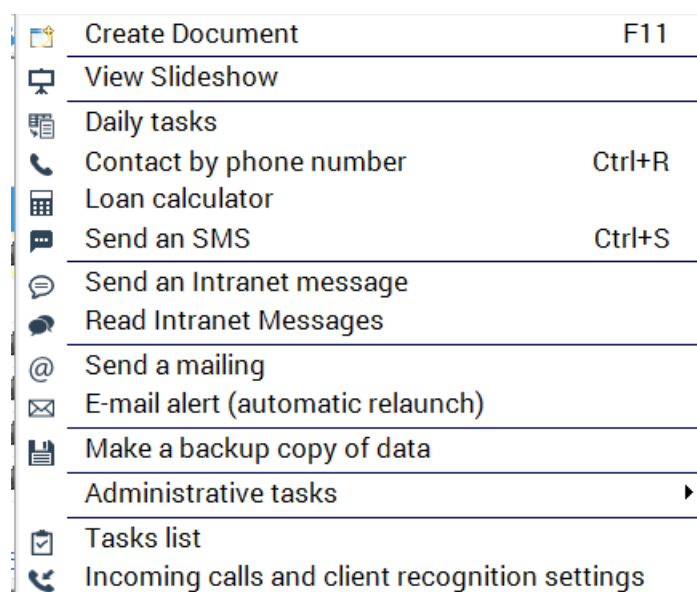 Create Document F11
View Slideshow
Daily tasks
Contact by phone number Ctrl+R
Loan calculator
Send an SMS Ctrl+S
Send an Intranet message
Read Intranet Messages
@ Send a mailing
E-mail alert (automatic relaunch)
Make a backup copy of data
Administrative tasks
Tasks list
Incoming calls and client recognition settings